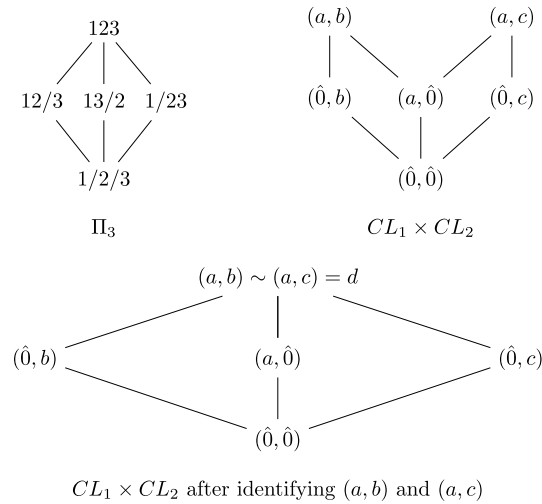 123
12/3 13/2 1/23
1/2/3
Π₃
(a, b) (a, c)
(0̂, b) (a, 0̂) (0̂, c)
(0̂, 0̂)
CL₁ × CL₂
(a, b) ∼ (a, c) = d
(0̂, b) (a, 0̂) (0̂, c)
(0̂, 0̂)
CL₁ × CL₂ after identifying (a, b) and (a, c)